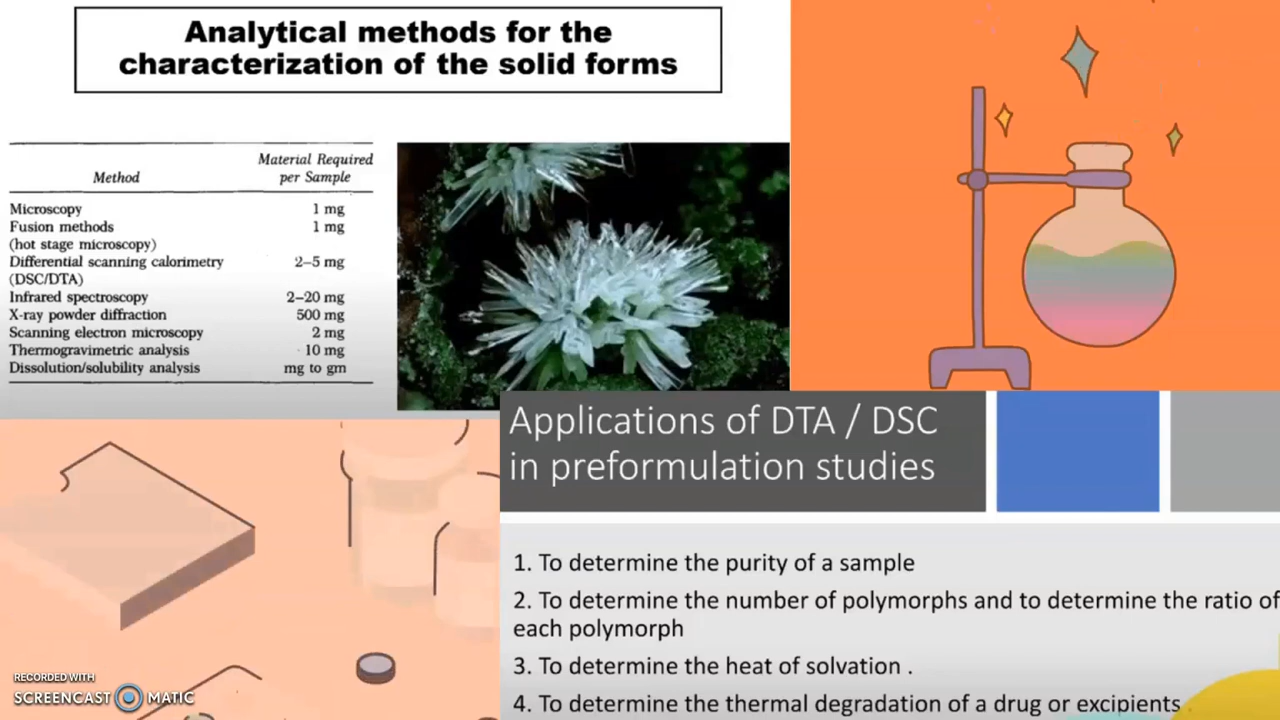 Analytical methods for the
characterization of the solid forms
Method
Material Required
per Sample
Microscopy 1 mg
Fusion methods 1 mg
(hot stage microscopy)
Differential scanning calorimetry 2–5 mg
(DSC/DTA)
Infrared spectroscopy 2–20 mg
X-ray powder diffraction 500 mg
Scanning electron microscopy 2 mg
Thermogravimetric analysis 10 mg
Dissolution/solubility analysis mg to gm
Applications of DTA / DSC
in preformulation studies
1. To determine the purity of a sample
2. To determine the number of polymorphs and to determine the ratio of
each polymorph
3. To determine the heat of solvation .
4. To determine the thermal degradation of a drug or excipients .
RECORDED WITH
SCREENCAST MATIC